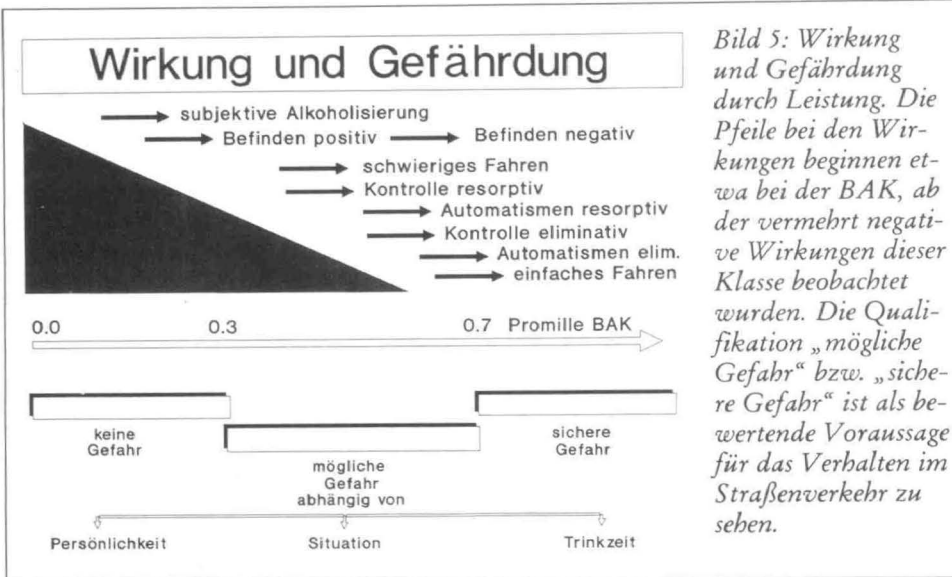 Wirkung und Gefährdung
subjektive Alkoholisierung
Befinden positiv
Befinden negativ
schwieriges Fahren
Kontrolle resorptiv
Automatismen resorptiv
Kontrolle eliminativ
Automatismen elim.
einfaches Fahren
0.0
0.3
0.7 Promille BAK
keine
Gefahr
mögliche
Gefahr
abhängig von
sichere
Gefahr
Persönlichkeit
Situation
Trinkzeit
Bild 5: Wirkung
und Gefährdung
durch Leistung. Die
Pfeile bei den Wir-
kungen beginnen et-
wa bei der BAK, ab
der vermehrt negati-
ve Wirkungen dieser
Klasse beobachtet
wurden. Die Quali-
fikation „mögliche
Gefahr“ bzw. „siche-
re Gefahr“ ist als be-
wertende Voraussage
für das Verhalten im
Straßenverkehr zu
sehen.